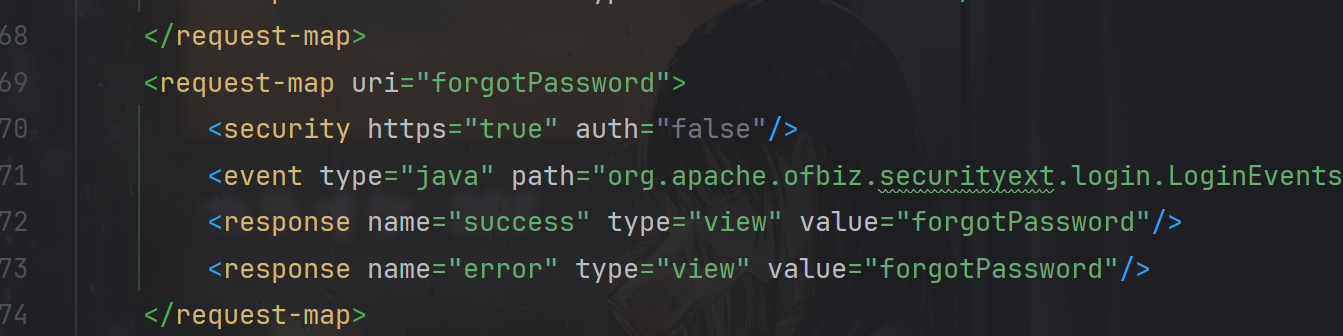 68 </request-map>
69 <request-map uri="forgotPassword">
70 <security https="true" auth="false"/>
71 <event type="java" path="org.apache.ofbiz.securityext.login.LoginEvents
72 <response name="success" type="view" value="forgotPassword"/>
73 <response name="error" type="view" value="forgotPassword"/>
74 </request-map>